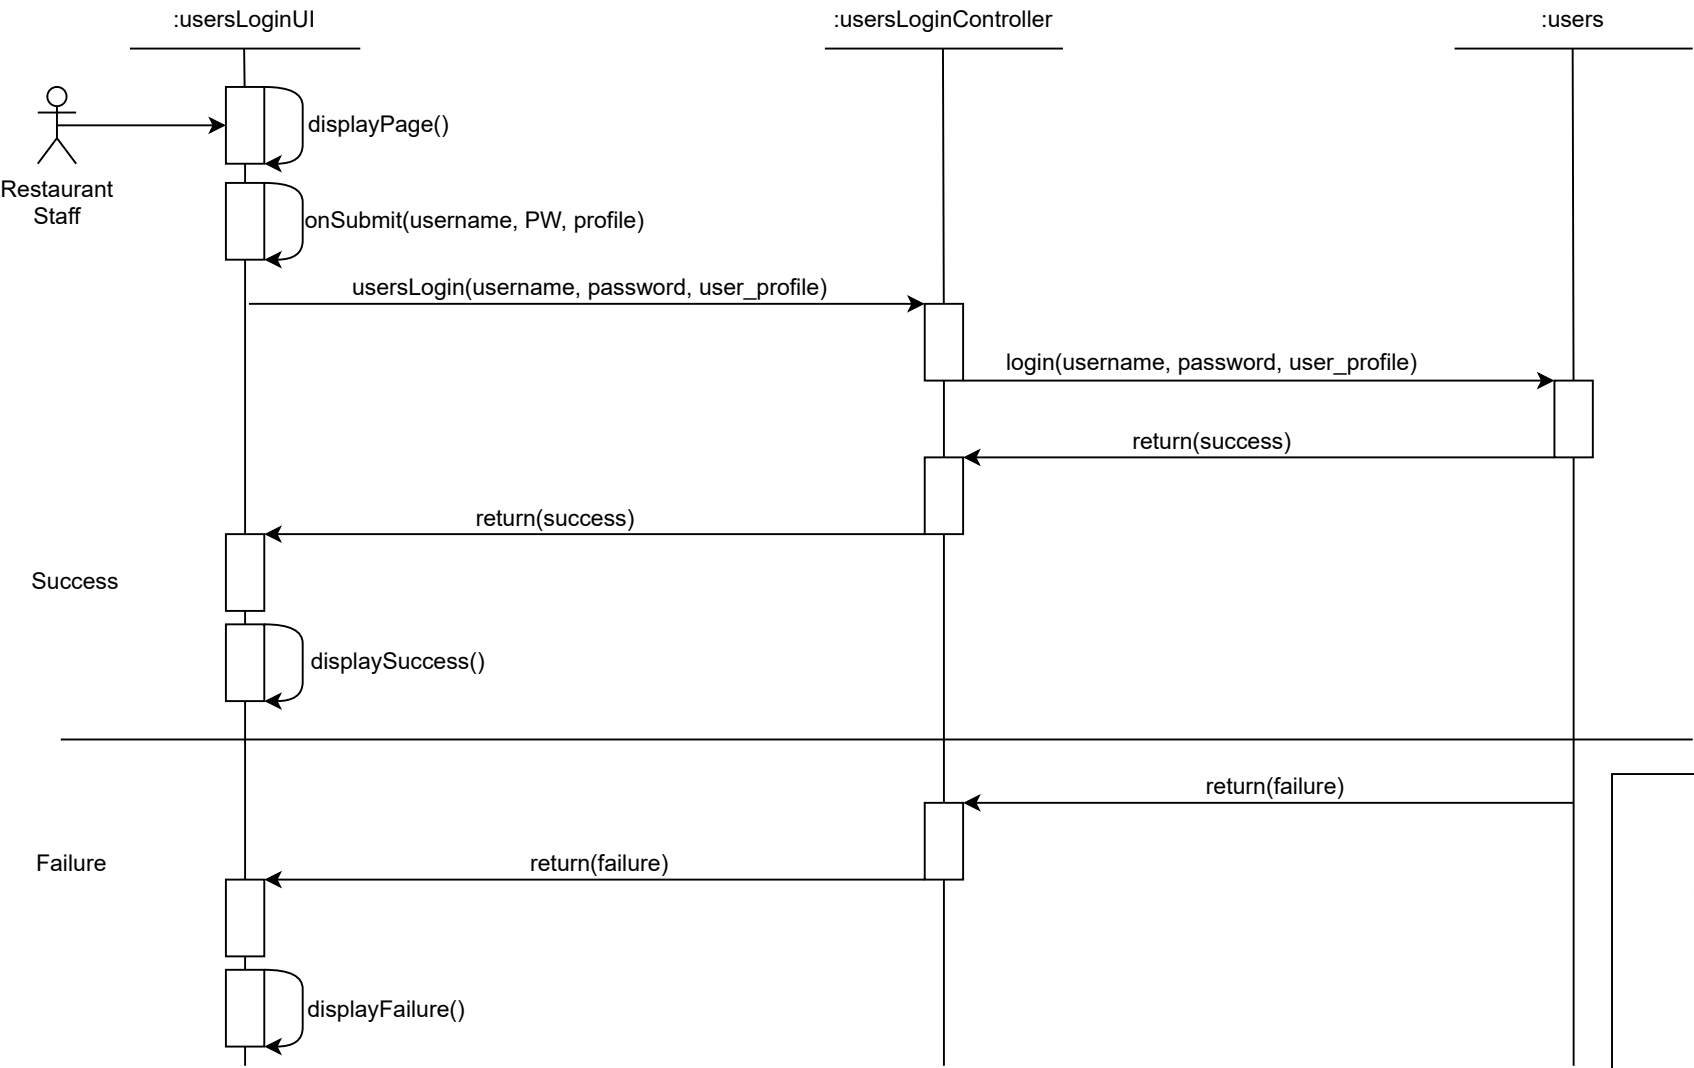 :usersLoginUI
:usersLoginController
:users
displayPage()
Restaurant
Staff
onSubmit(username, PW, profile)
usersLogin(username, password, user_profile)
login(username, password, user_profile)
return(success)
return(success)
Success
displaySuccess()
return(failure)
return(failure)
Failure
displayFailure()